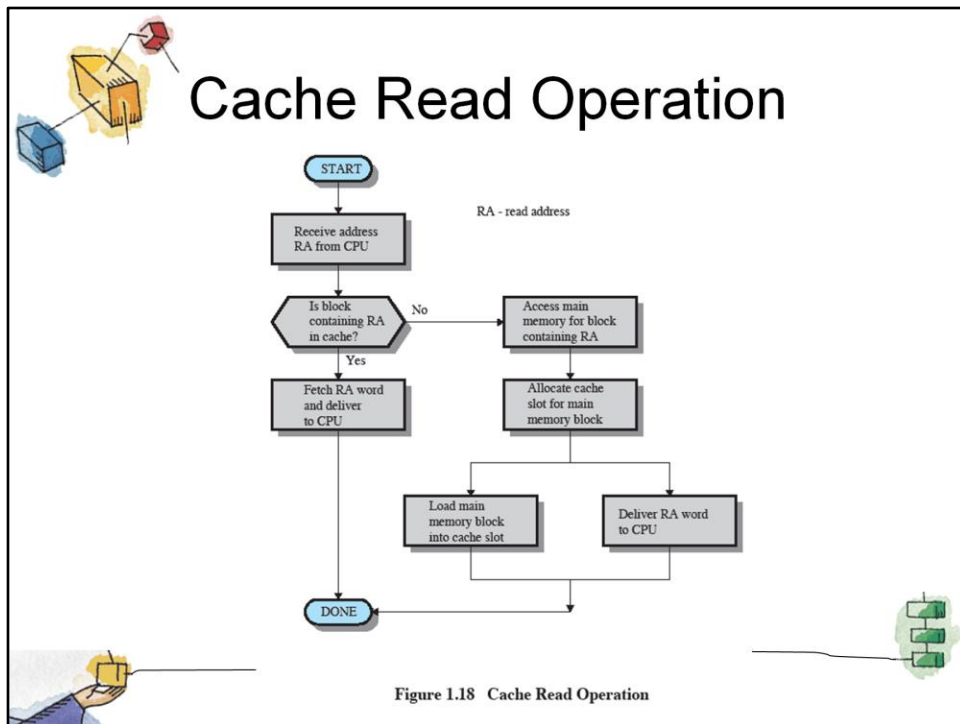 Cache Read Operation
START
RA - read address
Receive address
RA from CPU
Is block
containing RA
in cache?
No
Access main
memory for block
containing RA
Yes
Fetch RA word
and deliver
to CPU
Allocate cache
slot for main
memory block
Load main
memory block
into cache slot
Deliver RA word
to CPU
DONE
Figure 1.18 Cache Read Operation